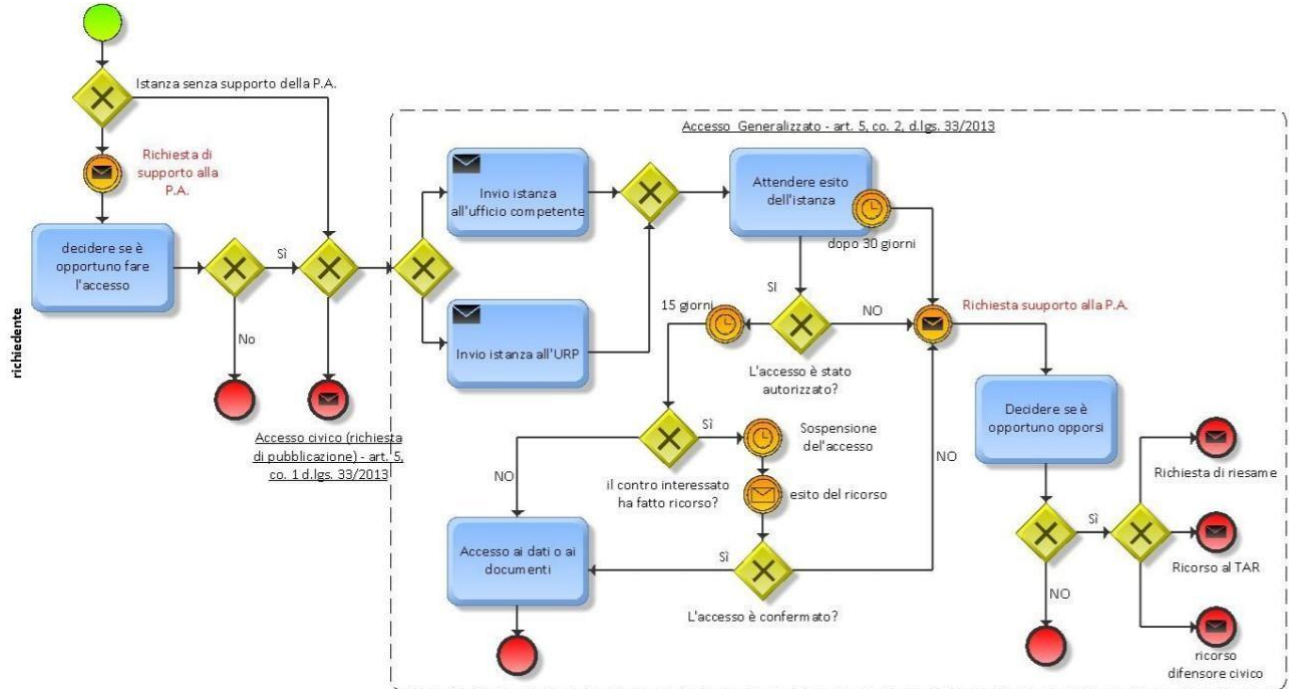 Istanza senza supporto della P.A.
Richiesta di
supporto alla
P.A.
decidere se è
opportuno fare
l'accesso
Sì
No
richiedente
Accesso civico (richiesta
di pubblicazione) - art. 5,
co. 1 d.lgs. 33/2013
Accesso Generalizzato - art. 5, co. 2, d.lgs. 33/2013
Invio istanza
all'ufficio competente
Invio istanza all'URP
Attendere esito
dell'istanza
dopo 30 giorni
SI
15 giorni
NO
L'accesso è stato
autorizzato?
Richiesta suuporto alla P.A.
Decidere se è
opportuno opporsi
Sì
Sospensione
del'accesso
NO
il contro interessato
ha fatto ricorso?
esito del ricorso
NO
Accesso ai dati o ai
documenti
Sì
L'accesso è confermato?
Sì
NO
Richiesta di riesame
Ricorso al TAR
ricorso
difensore civico